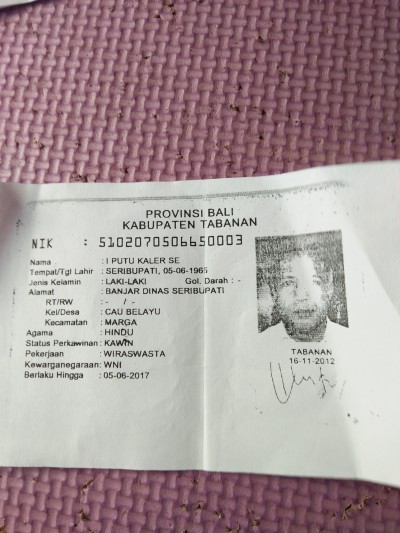 PROVINSI BALI
KABUPATEN TABANAN
NIK : 5102070506650003
Nama : I PUTU KALER SE
Tempat/Tgl Lahir : SERIBUPATI, 05-06-1965
Jenis Kelamin : LAKI-LAKI Gol. Darah : -
Alamat : BANJAR DINAS SERIBUPATI
RT/RW : - / -
Kel/Desa : CAU BELAYU
Kecamatan : MARGA
Agama : HINDU
Status Perkawinan : KAWIN
Pekerjaan : WIRASWASTA
Kewarganegaraan : WNI
Berlaku Hingga : 05-06-2017
TABANAN
16-11-2012